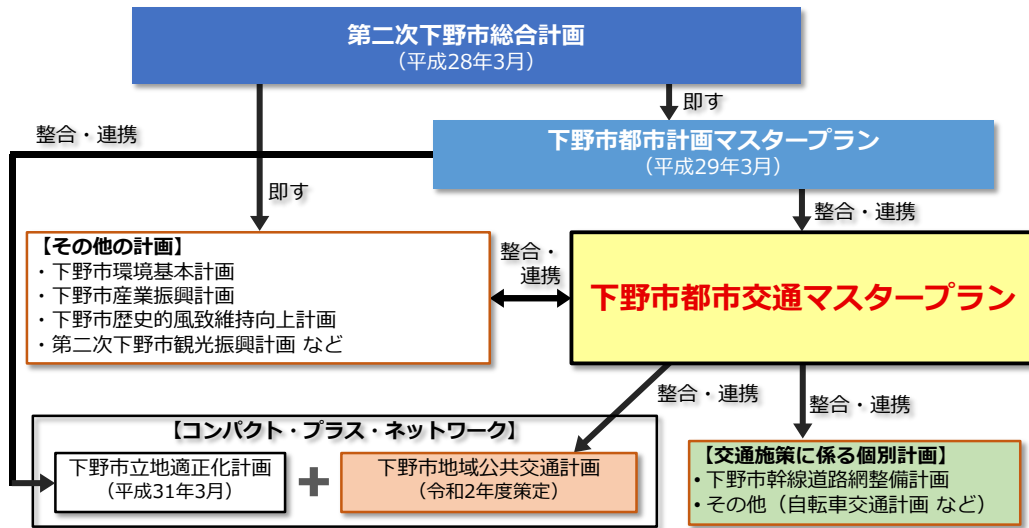 第二次下野市総合計画
（平成28年3月）
即す
整合・連携
下野市都市計画マスタープラン
（平成29年3月）
即す
整合・連携
【その他の計画】
・下野市環境基本計画
・下野市産業振興計画
・下野市歴史的風致維持向上計画
・第二次下野市観光振興計画 など
整合・
連携
下野市都市交通マスタープラン
整合・連携
整合・連携
【コンパクト・プラス・ネットワーク】
下野市立地適正化計画
（平成31年3月）
+
下野市地域公共交通計画
（令和2年度策定）
【交通施策に係る個別計画】
・下野市幹線道路網整備計画
・その他（自転車交通計画 など）